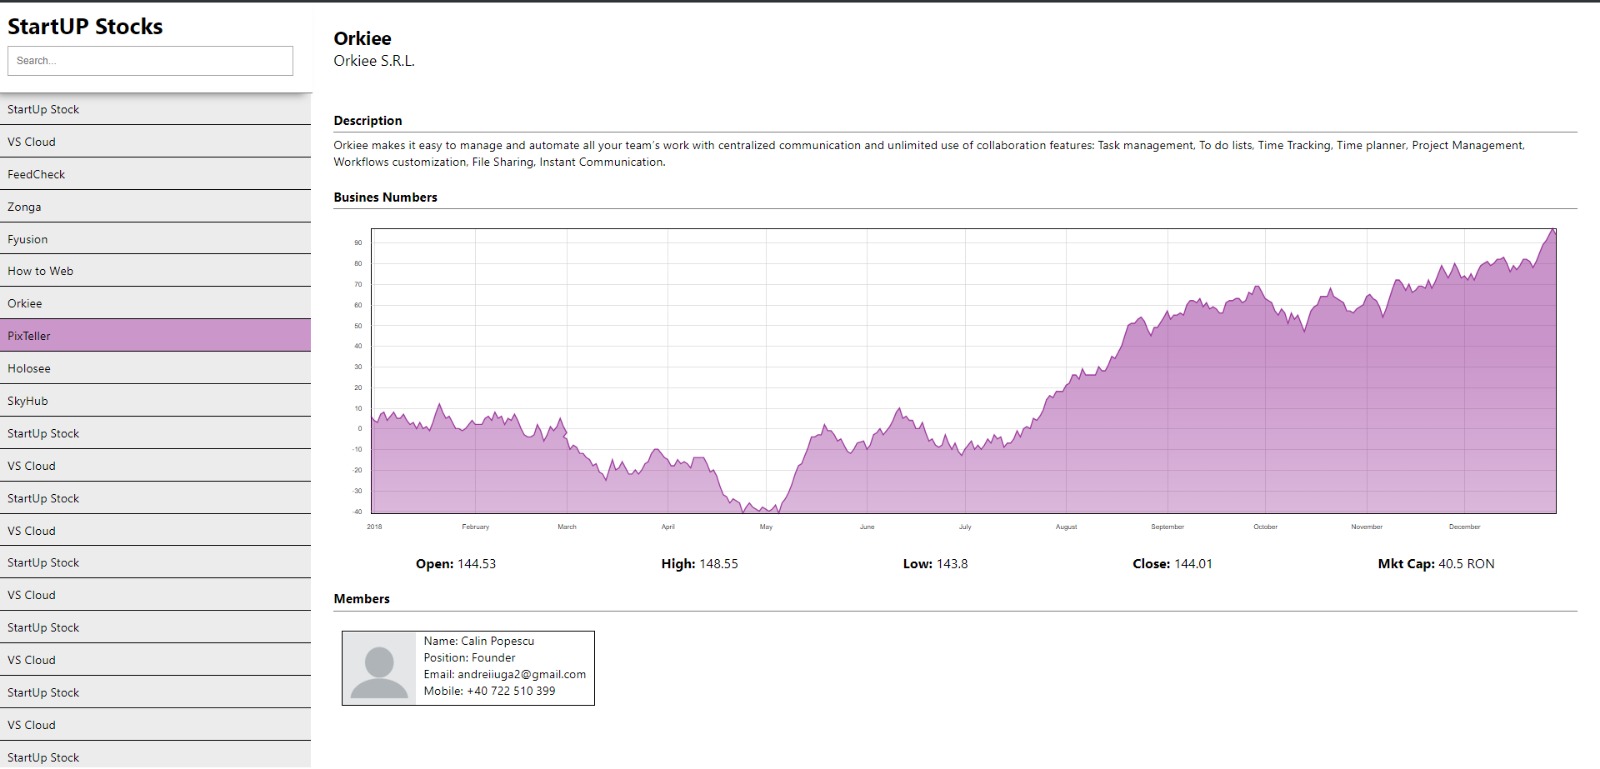 StartUP Stocks
Search...
StartUp Stock
VS Cloud
FeedCheck
Zonga
Fyusion
How to Web
Orkiee
PixTeller
Holosee
SkyHub
StartUp Stock
VS Cloud
StartUp Stock
VS Cloud
StartUp Stock
VS Cloud
StartUp Stock
VS Cloud
StartUp Stock
VS Cloud
StartUp Stock
Orkiee
Orkiee S.R.L.
Description
Orkiee makes it easy to manage and automate all your team's work with centralized communication and unlimited use of collaboration features: Task management, To do lists, Time Tracking, Time planner, Project Management,
Workflows customization, File Sharing, Instant Communication.
Busines Numbers
90
80
70
60
50
40
30
20
10
0
-10
-20
-30
-40
2018 February March April May June July August September October November December
Open: 144.53 High: 148.55 Low: 143.8 Close: 144.01 Mkt Cap: 40.5 RON
Members
Name: Calin Popescu
Position: Founder
Email: andreiiuga2@gmail.com
Mobile: +40 722 510 399